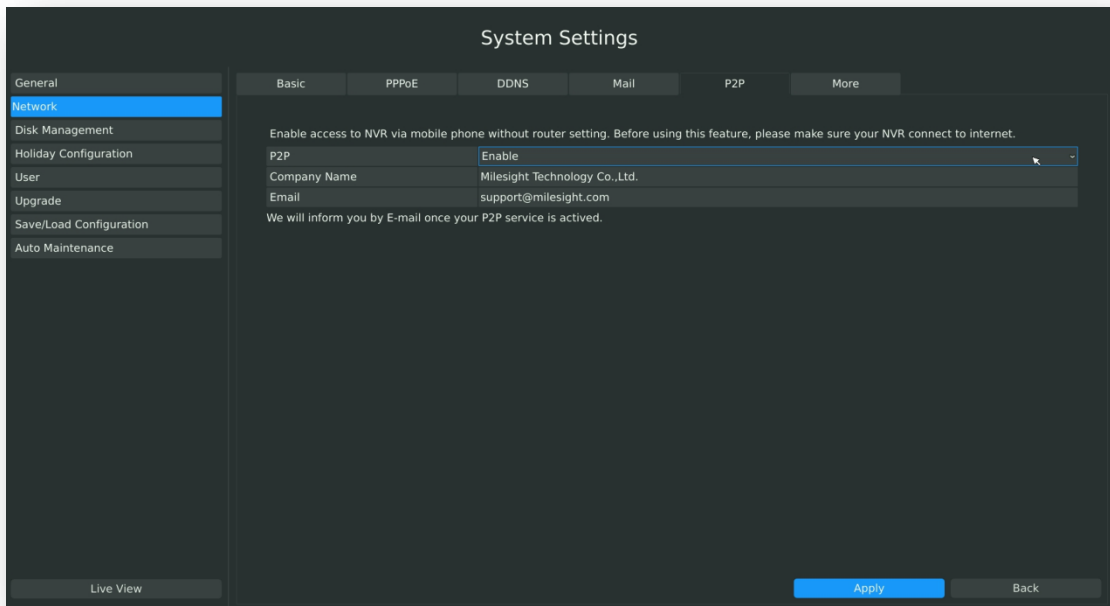 System Settings
General
Network
Disk Management
Holiday Configuration
User
Upgrade
Save/Load Configuration
Auto Maintenance
Live View
Basic PPPoE DDNS Mail P2P More
Enable access to NVR via mobile phone without router setting. Before using this feature, please make sure your NVR connect to internet.
P2P Enable
Company Name Milesight Technology Co.,Ltd.
Email support@milesight.com
We will inform you by E-mail once your P2P service is actived.
Apply Back